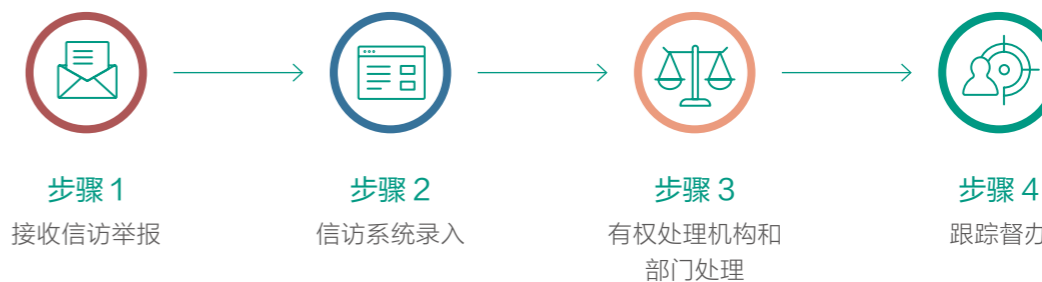 步骤 1
接收信访举报
步骤 2
信访系统录入
步骤 3
有权处理机构和
部门处理
步骤 4
跟踪督办